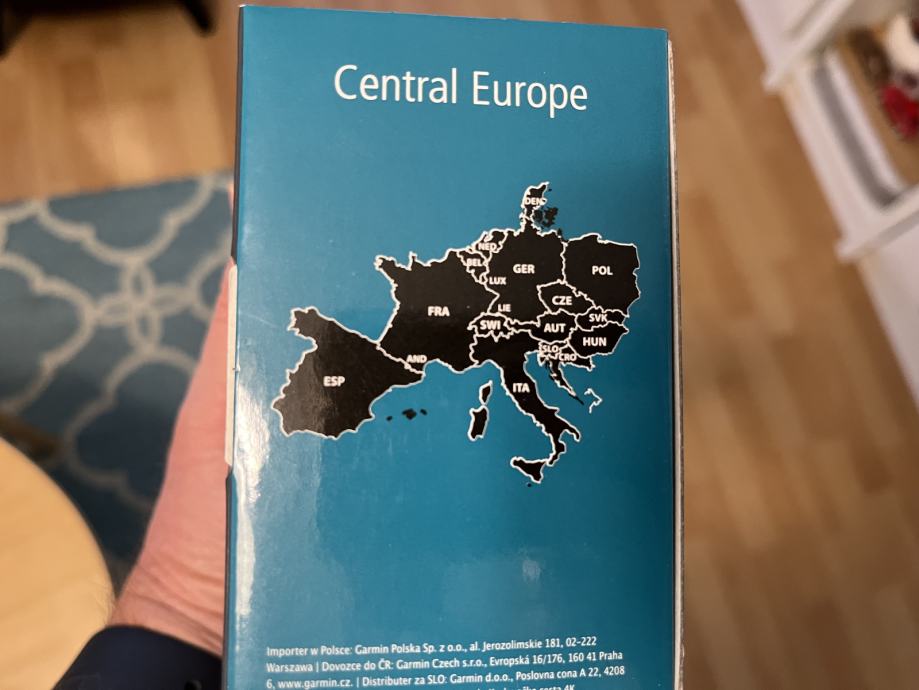 Central Europe
DEN
NED
BEL
GER
POL
LUX
CZE
FRA
LIE
SVK
SWI
AUT
HUN
SLO
CRO
AND
ESP
ITA
Importer w Polsce: Garmin Polska Sp. z o.o., al. Jerozolimskie 181, 02-222
Warszawa | Dovozce do ČR: Garmin Czech s.r.o., Evropská 16/176, 160 41 Praha
6, www.garmin.cz. | Distributer za SLO: Garmin d.o.o., Poslovna cona A 22, 4208
cesta 4K